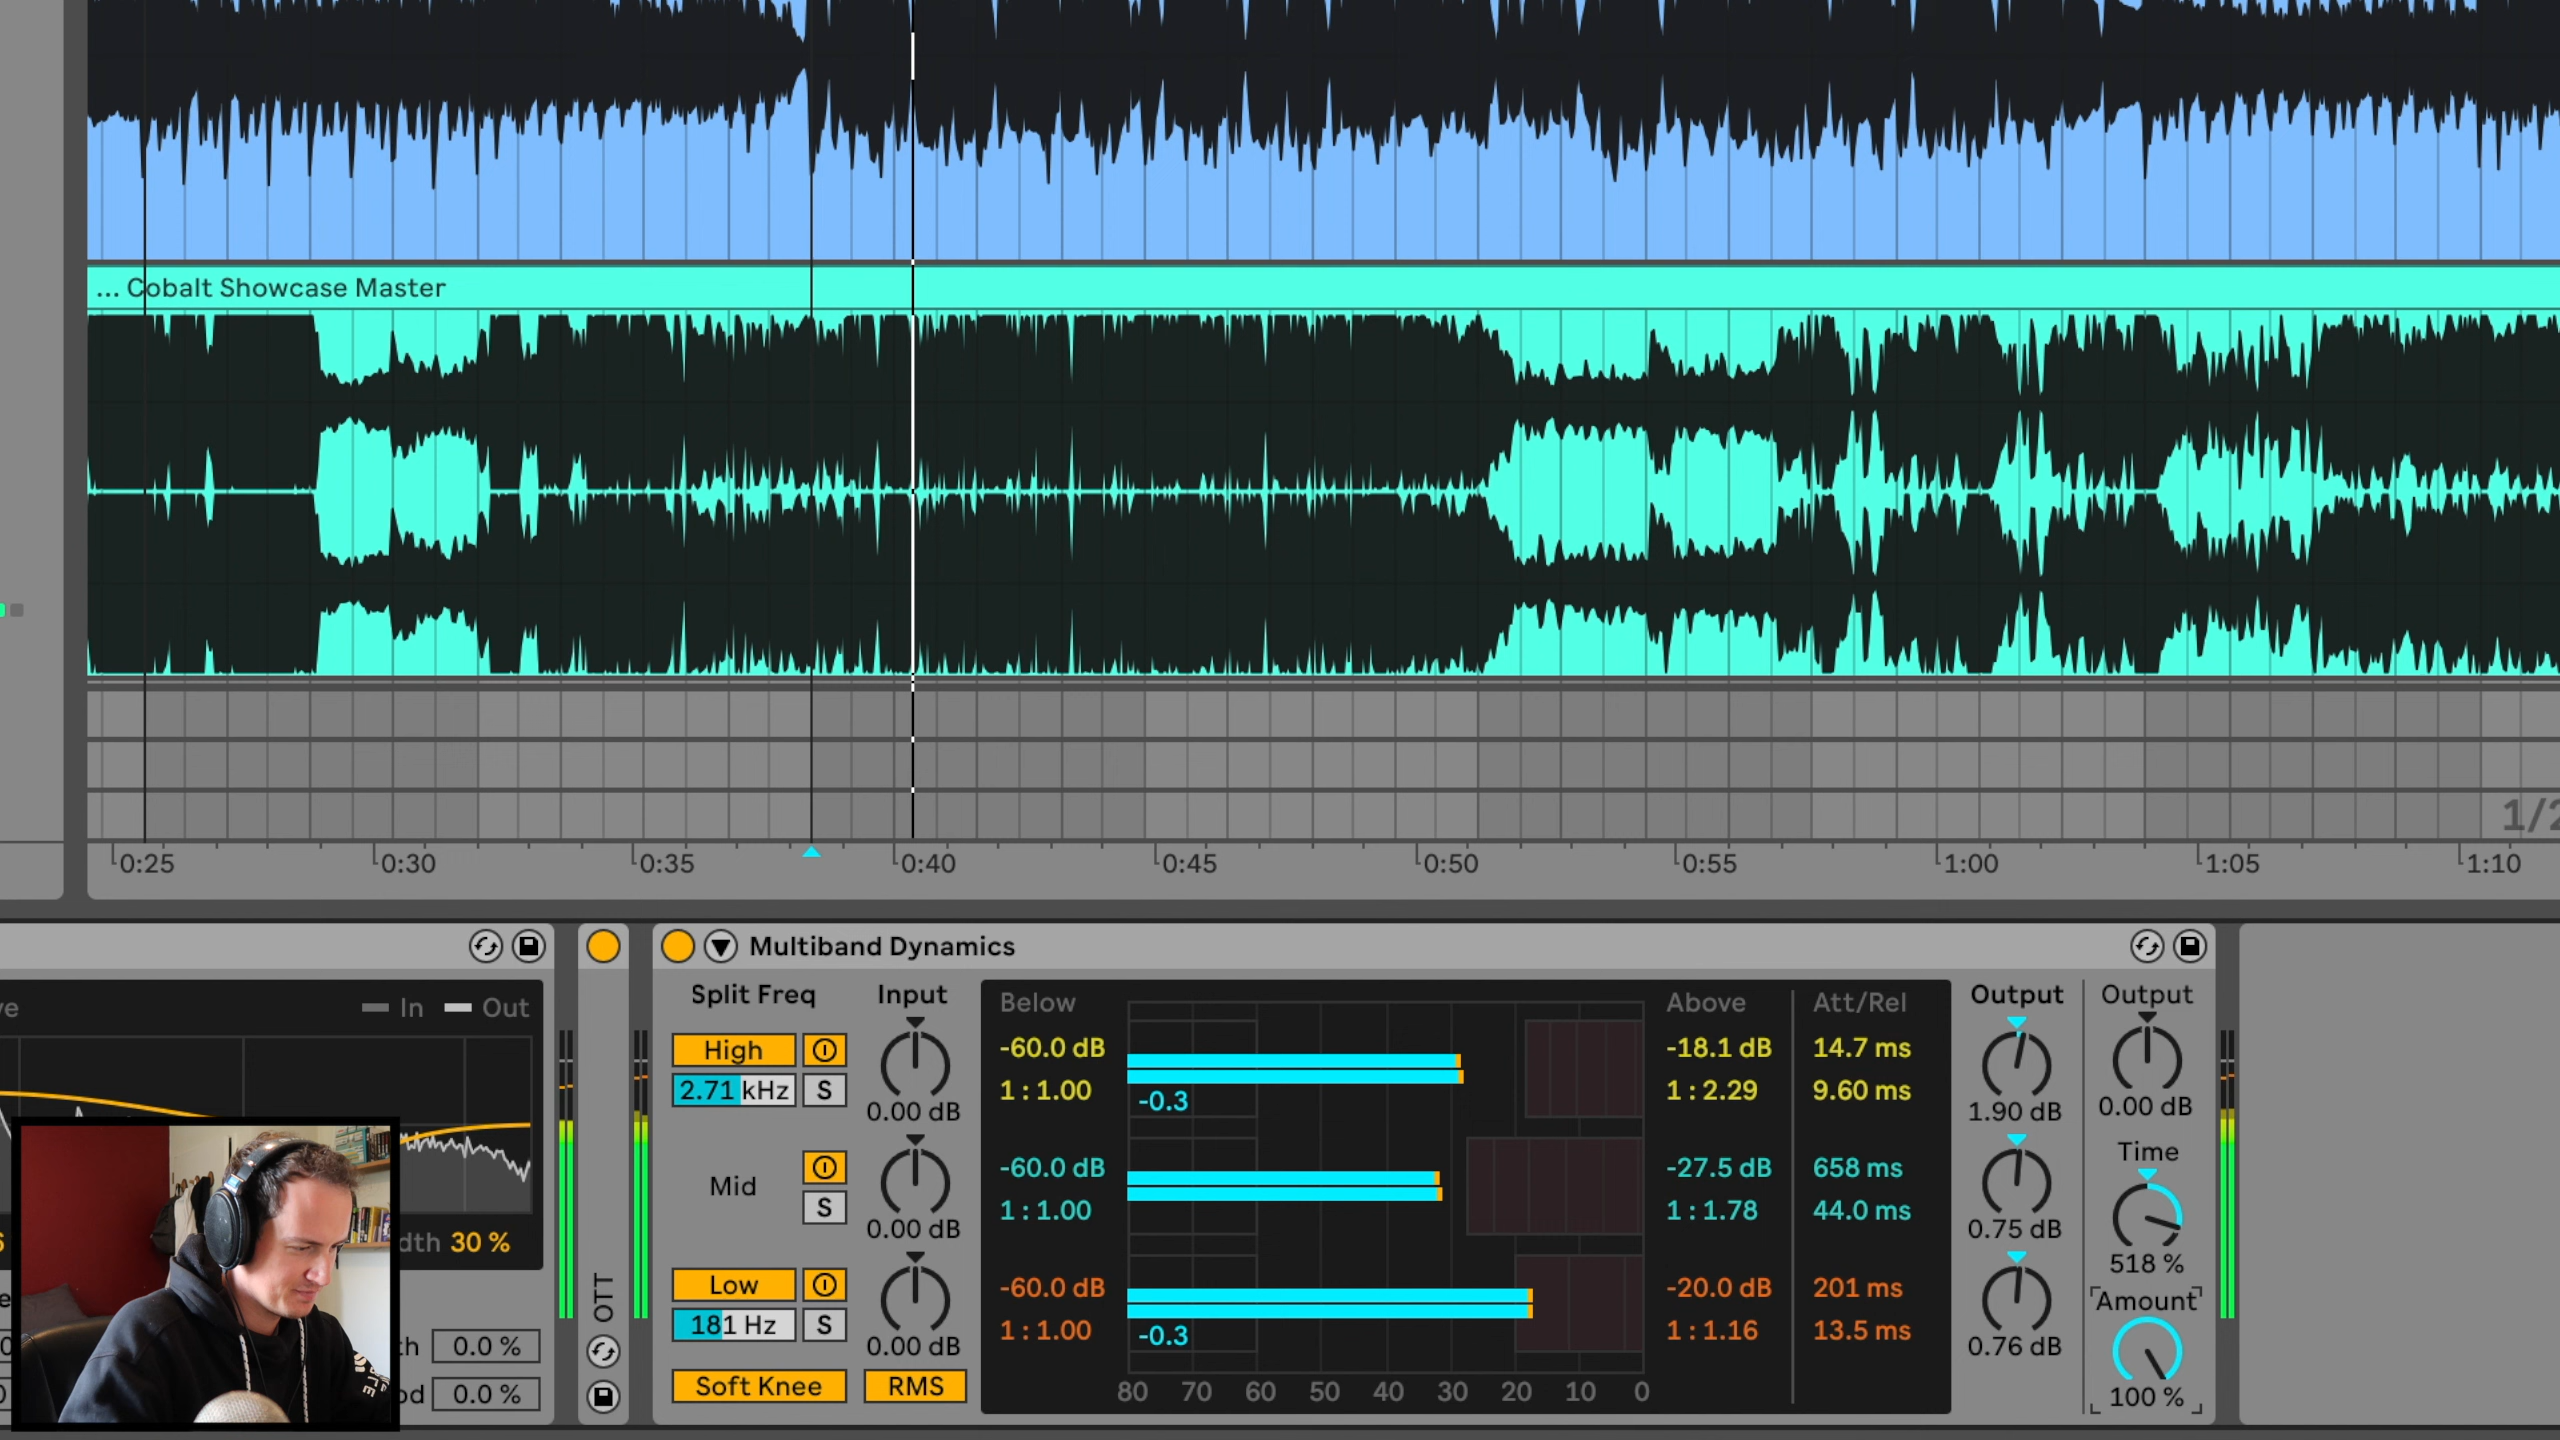 ... Cobalt Showcase Master
1/2
0:25 0:30 0:35 0:40 0:45 0:50 0:55 1:00 1:05 1:10
Multiband Dynamics
In Out
Split Freq Input Below Above Att/Rel Output Output
High -60.0 dB -18.1 dB 14.7 ms
2.71 kHz S 0.00 dB 1 : 1.00 -0.3 1 : 2.29 9.60 ms 1.90 dB 0.00 dB
Time
Mid -60.0 dB -27.5 dB 658 ms
S 0.00 dB 1 : 1.00 1 : 1.78 44.0 ms 0.75 dB 518 %
dth 30 %
OTT
Low -60.0 dB -20.0 dB 201 ms Amount
181 Hz S 0.00 dB 1 : 1.00 -0.3 1 : 1.16 13.5 ms 0.76 dB
0.0 %
Soft Knee RMS 80 70 60 50 40 30 20 10 0 100 %
0.0 %